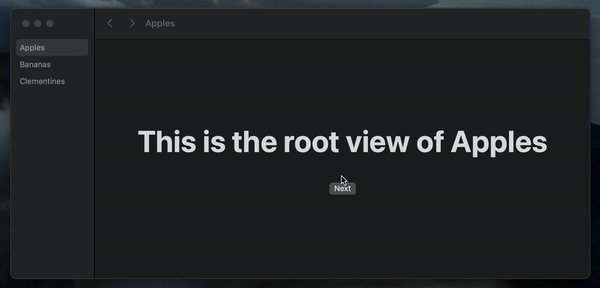 Apples
Apples
Bananas
Clementines
This is the root view of Apples
Next